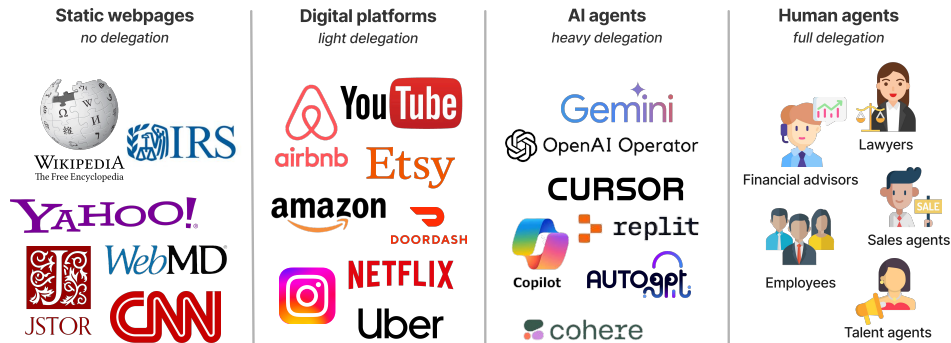 Static webpages
no delegation
WIKIPEDIA
The Free Encyclopedia
IRS
YAHOO!
JSTOR
WebMD
CNN
Digital platforms
light delegation
airbnb
YouTube
Etsy
amazon
DOORDASH
NETFLIX
Uber
AI agents
heavy delegation
Gemini
OpenAI Operator
CURSOR
Copilot
replit
AUTOgpt
cohere
Human agents
full delegation
Financial advisors
Lawyers
SALE
Sales agents
Employees
Talent agents